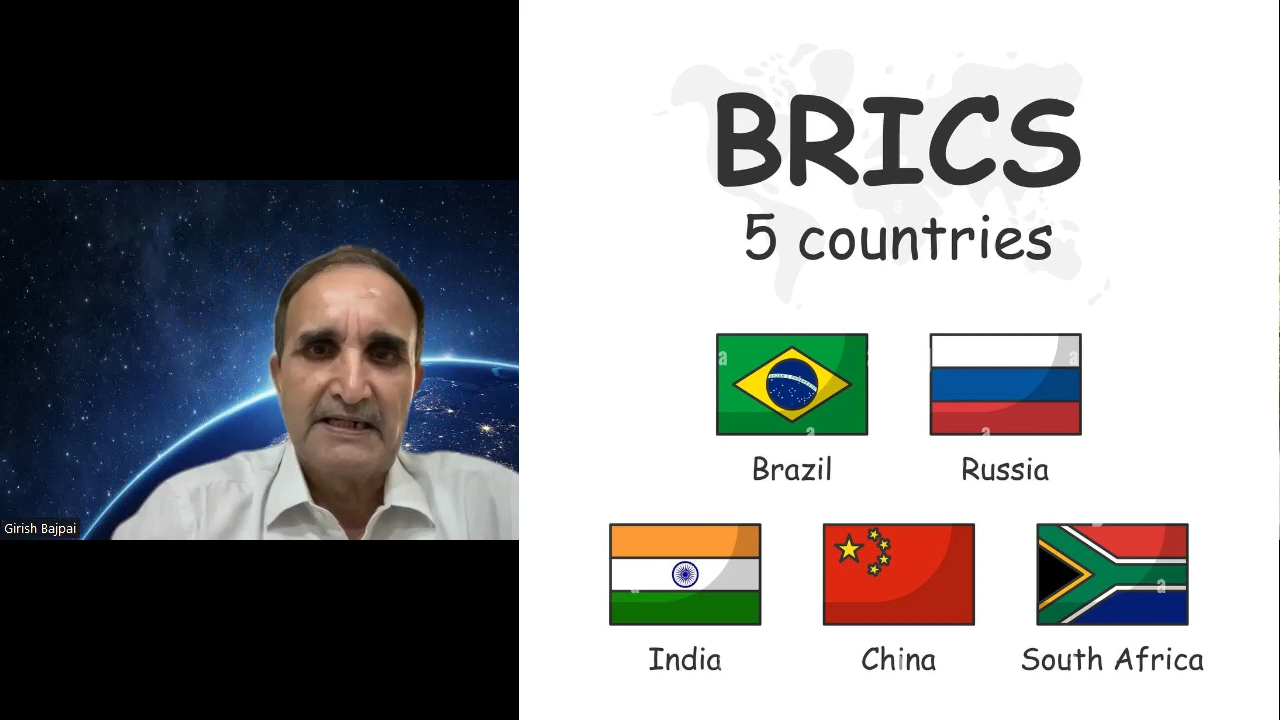 Girish Bajpai
BRICS
5 countries
Brazil
Russia
India
China
South Africa